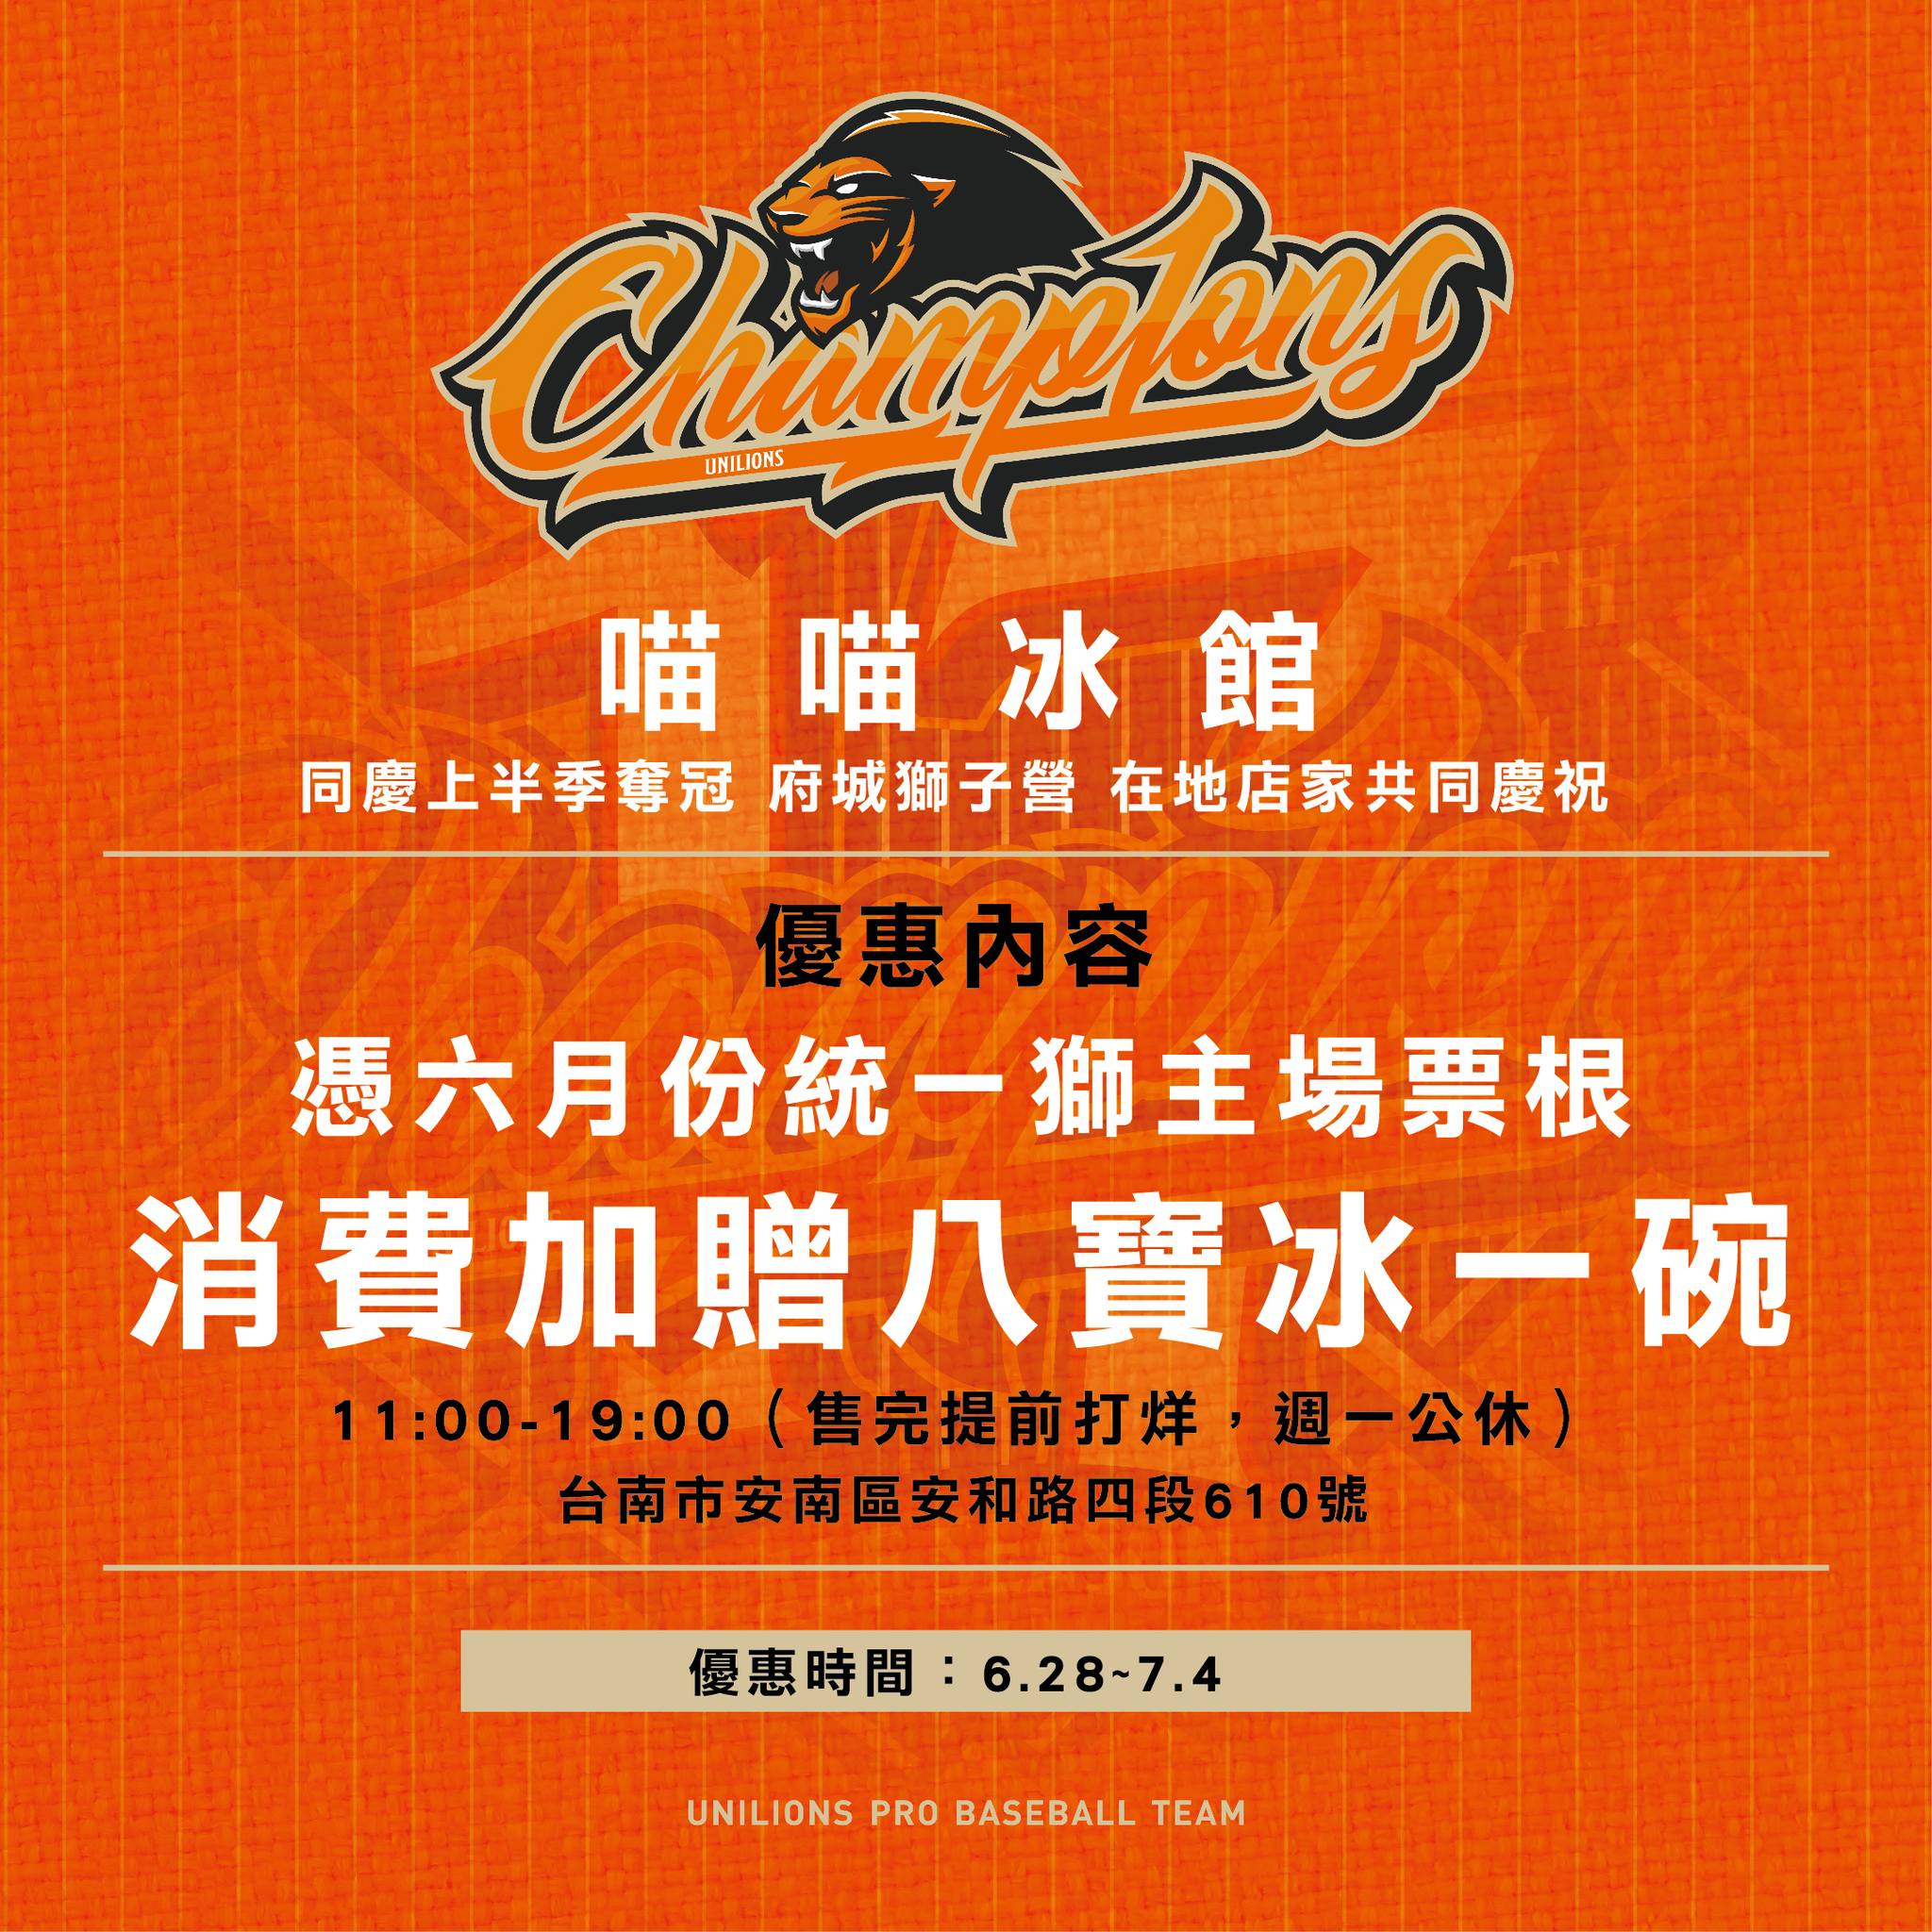 Champ1ons
UNILIONS
喵喵冰館
同慶上半季奪冠 府城獅子營 在地店家共同慶祝
優惠內容
憑六月份統一獅主場票根
消費加贈八寶冰一碗
11:00-19:00（售完提前打烊，週一公休）
台南市安南區安和路四段610號
優惠時間：6.28~7.4
UNILIONS PRO BASEBALL TEAM